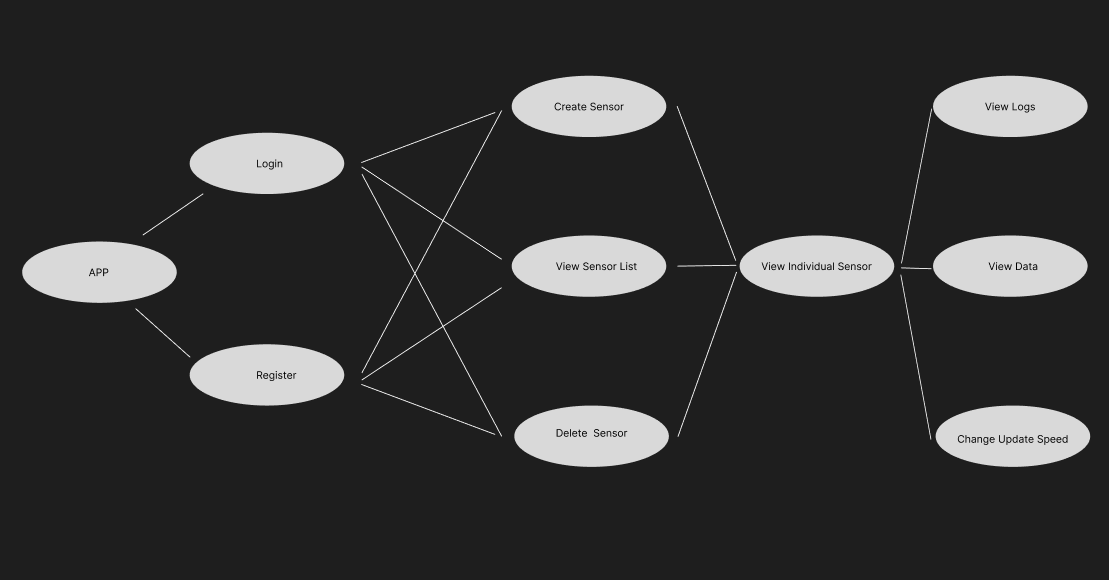 APP
Login
Register
Create Sensor
View Sensor List
Delete  Sensor
View Individual Sensor
View Logs
View Data
Change Update Speed